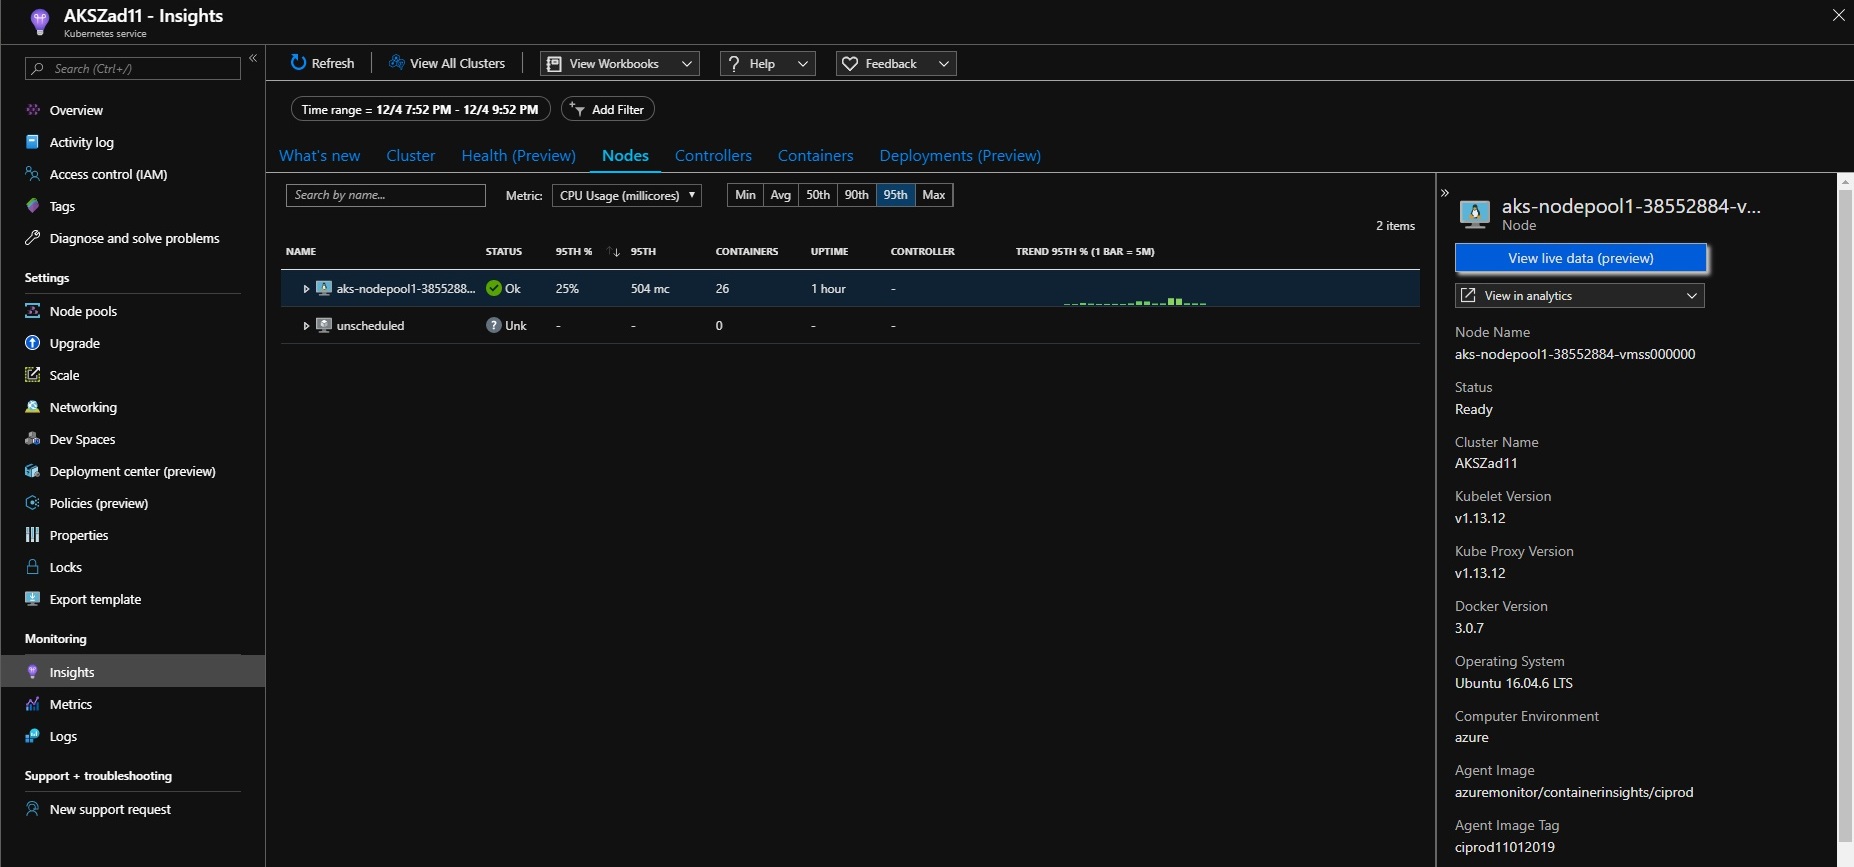 AKSZad11 - Insights
Kubernetes service
Search (Ctrl+/)
Overview
Activity log
Access control (IAM)
Tags
Diagnose and solve problems
Settings
Node pools
Upgrade
Scale
Networking
Dev Spaces
Deployment center (preview)
Policies (preview)
Properties
Locks
Export template
Monitoring
Insights
Metrics
Logs
Support + troubleshooting
New support request
Refresh View All Clusters View Workbooks Help Feedback
Time range = 12/4 7:52 PM - 12/4 9:52 PM Add Filter
What's new Cluster Health (Preview) Nodes Controllers Containers Deployments (Preview)
Search by name... Metric: CPU Usage (millicores) Min Avg 50th 90th 95th Max
2 items
NAME STATUS 95TH % 95TH CONTAINERS UPTIME CONTROLLER TREND 95TH % (1 BAR = 5M)
aks-nodepool1-3855288... Ok 25% 504 mc 26 1 hour -
unscheduled Unk - - 0 - -
aks-nodepool1-38552884-v...
Node
View live data (preview)
View in analytics
Node Name
aks-nodepool1-38552884-vmss000000
Status
Ready
Cluster Name
AKSZad11
Kubelet Version
v1.13.12
Kube Proxy Version
v1.13.12
Docker Version
3.0.7
Operating System
Ubuntu 16.04.6 LTS
Computer Environment
azure
Agent Image
azuremonitor/containerinsights/ciprod
Agent Image Tag
ciprod11012019